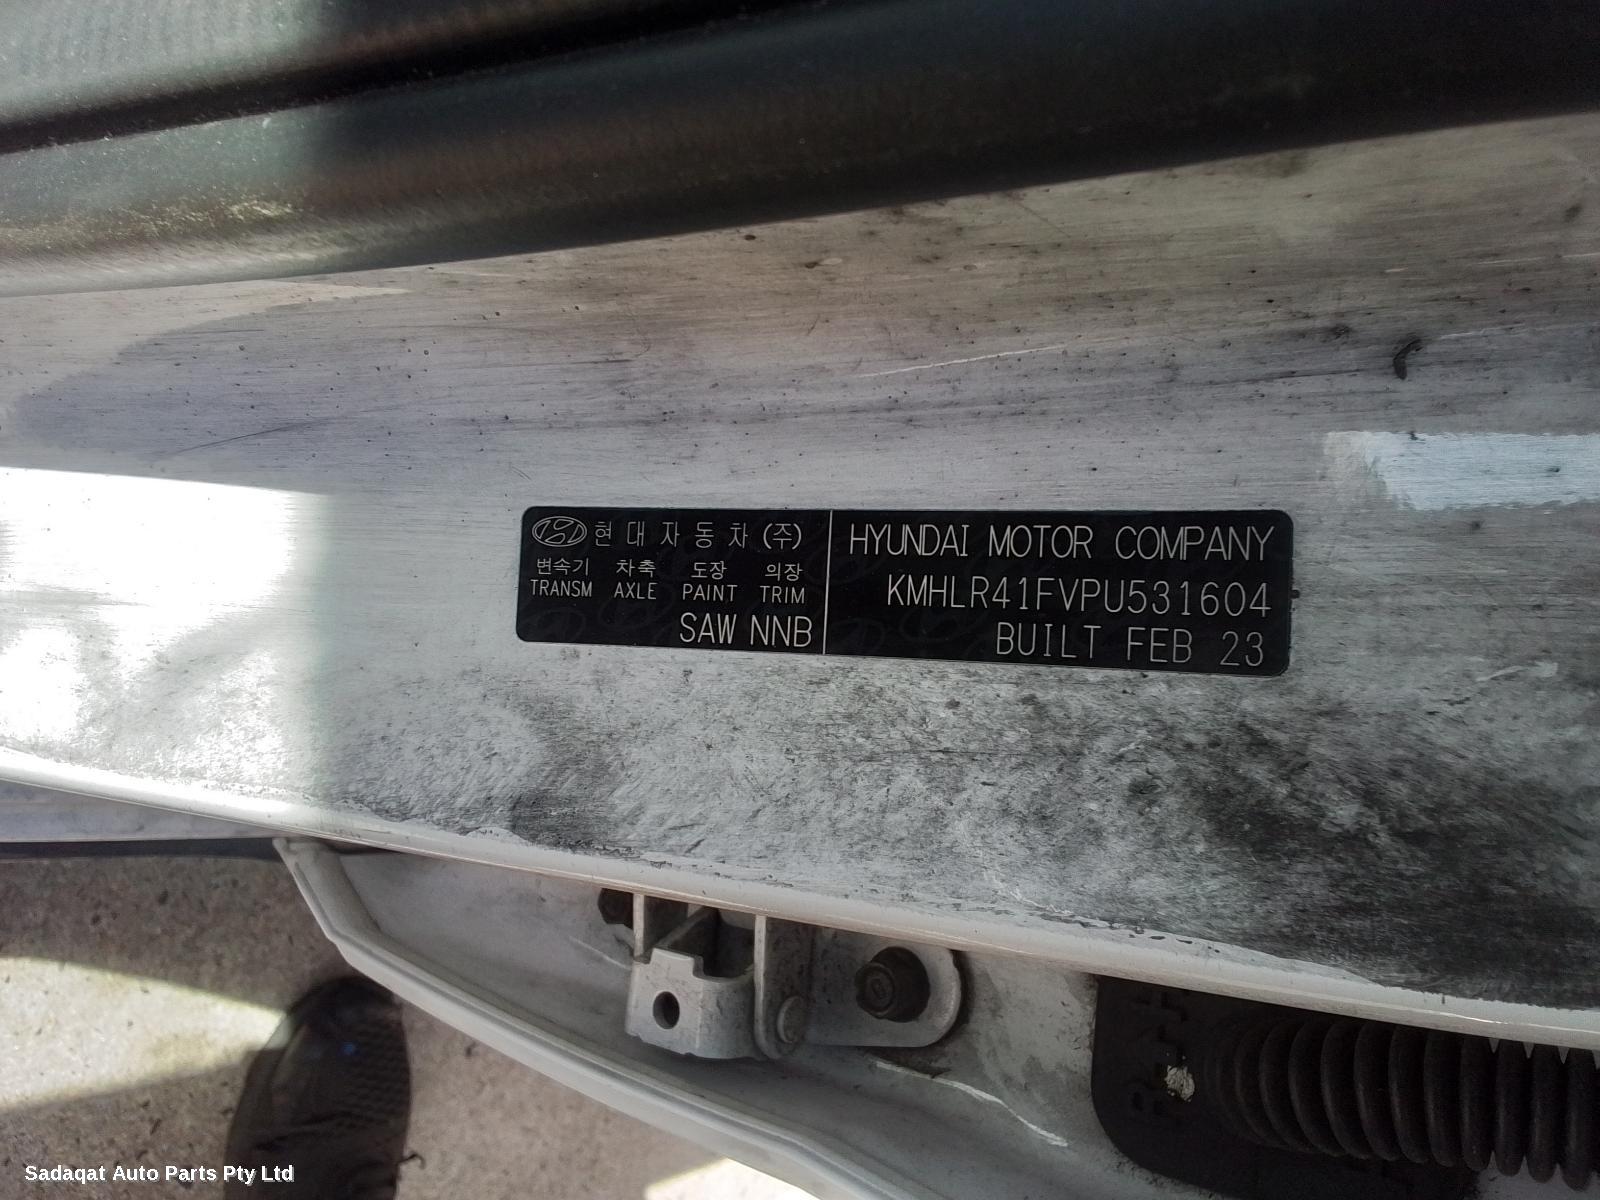 현대자동차(주)
변속기 차축 도장 의장
TRANSM AXLE PAINT TRIM
SAW NNB
HYUNDAI MOTOR COMPANY
KMHLR41FVPU531604
BUILT FEB 23
Sadaqat Auto Parts Pty Ltd